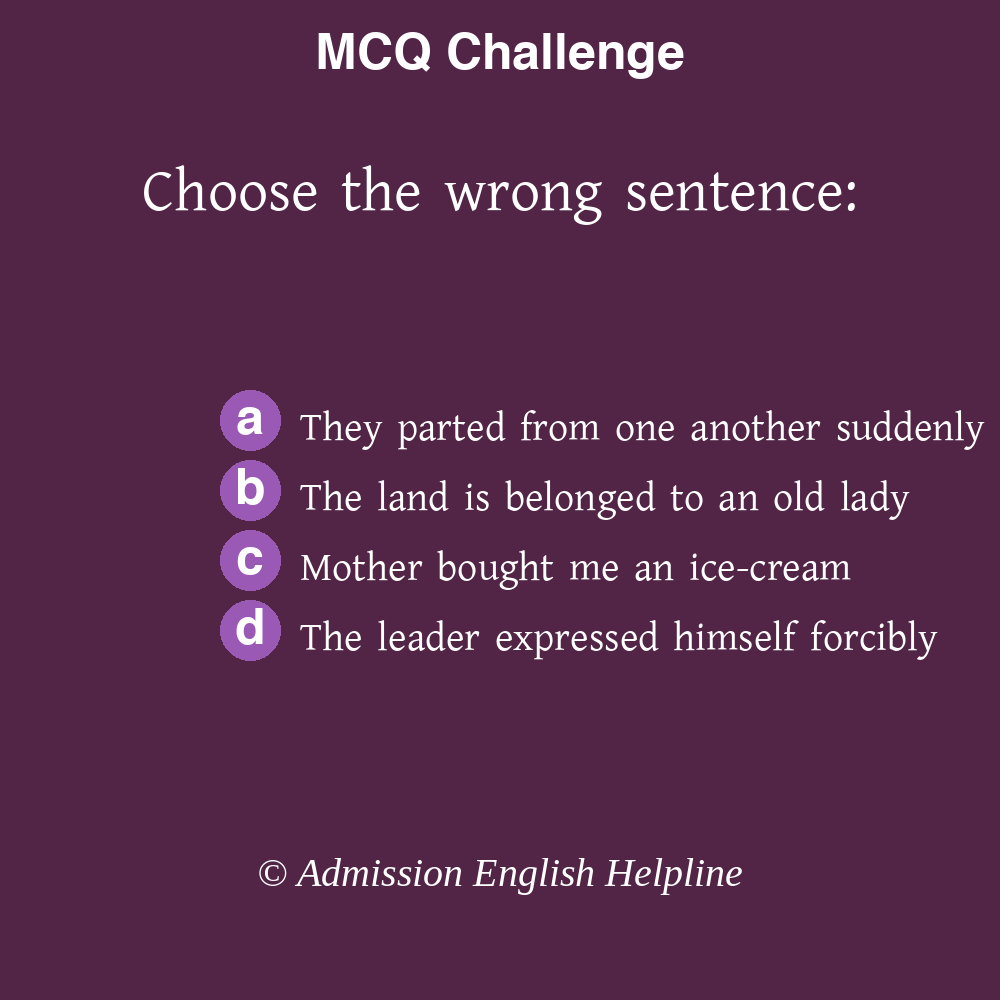 MCQ Challenge
Choose the wrong sentence:
a They parted from one another suddenly
b The land is belonged to an old lady
c Mother bought me an ice-cream
d The leader expressed himself forcibly
© Admission English Helpline